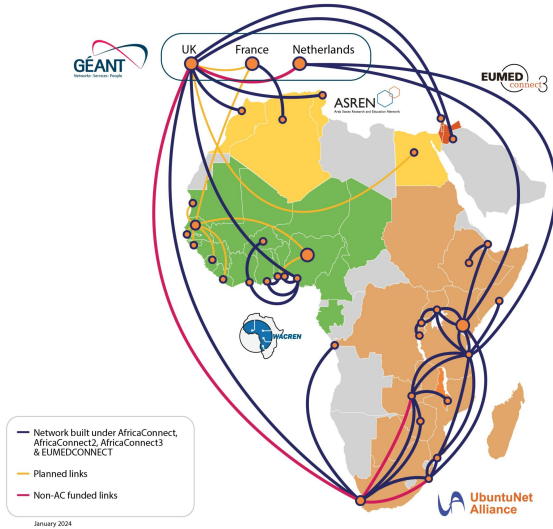 UK
France
Netherlands
GÉANT
Networks · Services · People
EUMED
connect3
ASREN
Arab States Research and Education Network
WACREN
Network built under AfricaConnect,
AfricaConnect2, AfricaConnect3
& EUMEDCONNECT
Planned links
Non-AC funded links
January 2024
UbuntuNet
Alliance